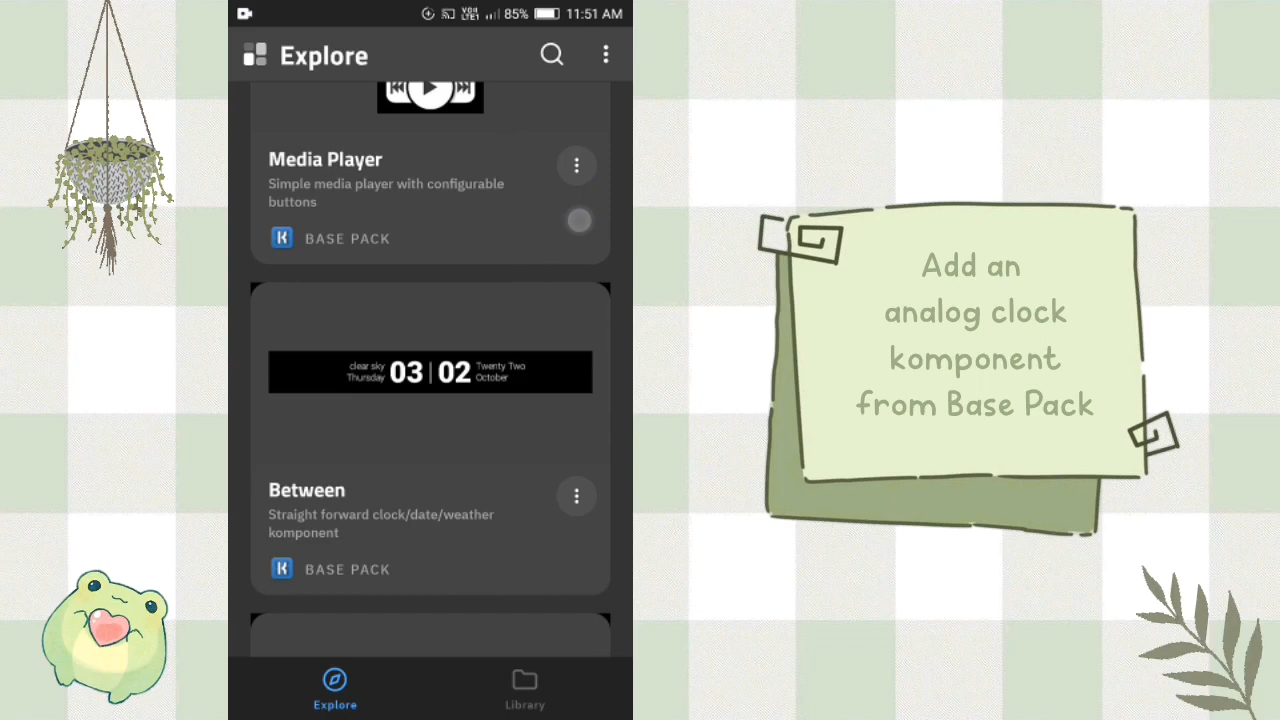 Vo))
LTE1
85%
11:51 AM
Explore
Media Player
Simple media player with configurable
buttons
BASE PACK
clear sky
Thursday
03 | 02
Twenty Two
October
Between
Straight forward clock/date/weather
komponent
BASE PACK
Explore
Library
Add an
analog clock
komponent
from Base Pack